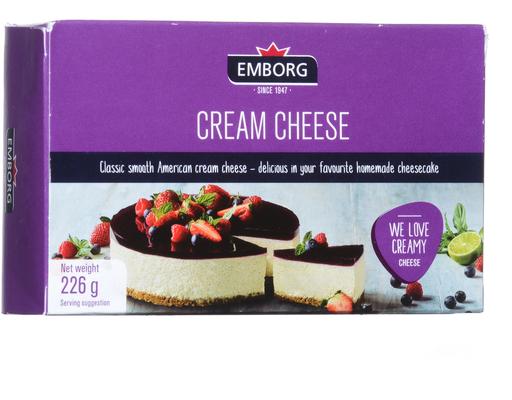 EMBORG
· SINCE 1947 ·
CREAM CHEESE
Classic smooth American cream cheese – delicious in your favourite homemade cheesecake
WE LOVE
CREAMY
CHEESE
Net weight
226 g
Serving suggestion
EMBORG